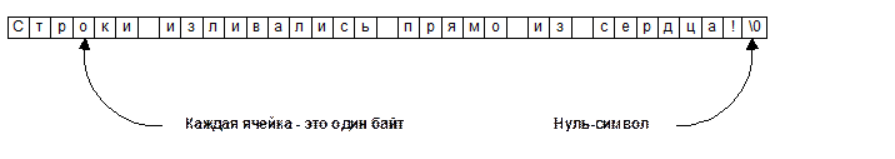 Строки изливались прямо из сердца!\0
Каждая ячейка - это один байт Нуль-символ